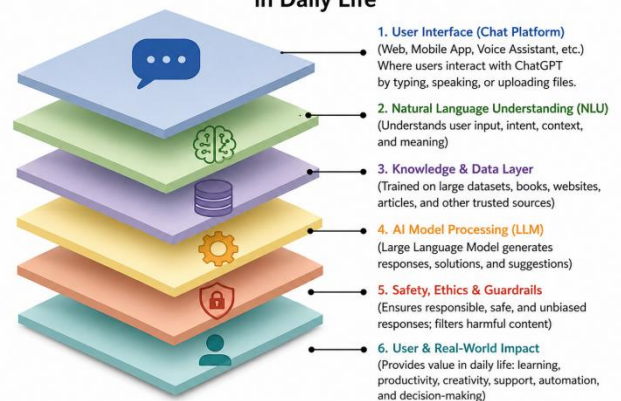 in Daily Life
1. User Interface (Chat Platform)
(Web, Mobile App, Voice Assistant, etc.)
Where users interact with ChatGPT
by typing, speaking, or uploading files.
2. Natural Language Understanding (NLU)
(Understands user input, intent, context,
and meaning)
3. Knowledge & Data Layer
(Trained on large datasets, books, websites,
articles, and other trusted sources)
4. AI Model Processing (LLM)
(Large Language Model generates
responses, solutions, and suggestions)
5. Safety, Ethics & Guardrails
(Ensures responsible, safe, and unbiased
responses; filters harmful content)
6. User & Real-World Impact
(Provides value in daily life: learning,
productivity, creativity, support, automation,
and decision-making)